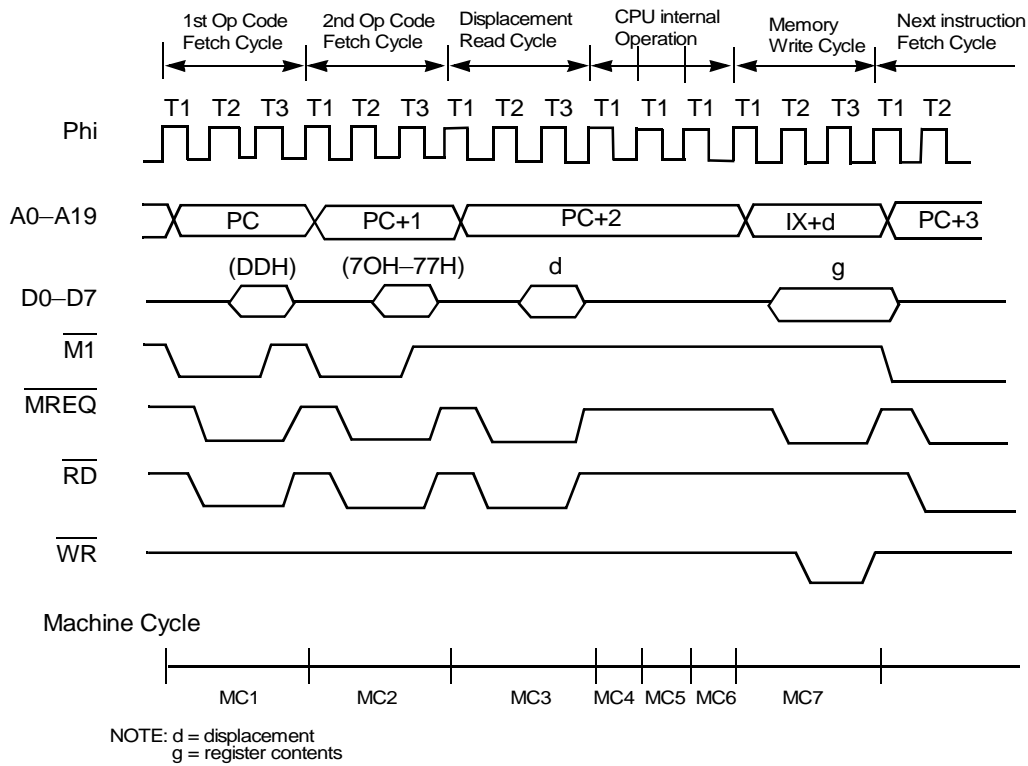 1st Op Code
Fetch Cycle
2nd Op Code
Fetch Cycle
Displacement
Read Cycle
CPU internal
Operation
Memory
Write Cycle
Next instruction
Fetch Cycle
T1 T2 T3 T1 T2 T3 T1 T2 T3 T1 T1 T1 T1 T2 T3 T1 T2
Phi
A0–A19 PC PC+1 PC+2 IX+d PC+3
(DDH) (7OH–77H) d g
D0–D7
M1
MREQ
RD
WR
Machine Cycle
MC1 MC2 MC3 MC4 MC5 MC6 MC7
NOTE: d = displacement
g = register contents